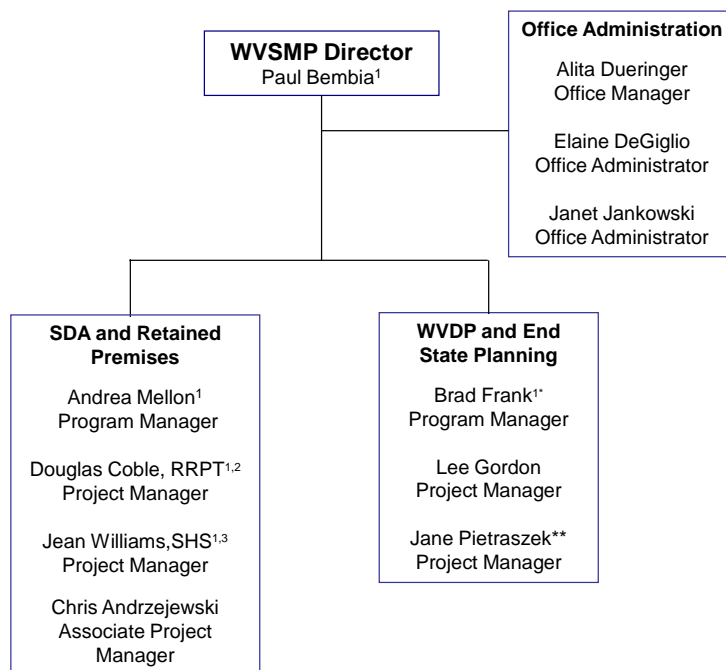 WVSMP Director
Paul Bembia¹
Office Administration
Alita Dueringer
Office Manager
Elaine DeGiglio
Office Administrator
Janet Jankowski
Office Administrator
SDA and Retained
Premises
Andrea Mellon¹
Program Manager
Douglas Coble, RRPT¹,²
Project Manager
Jean Williams,SHS¹,³
Project Manager
Chris Andrzejewski
Associate Project
Manager
WVDP and End
State Planning
Brad Frank¹*
Program Manager
Lee Gordon
Project Manager
Jane Pietraszek**
Project Manager